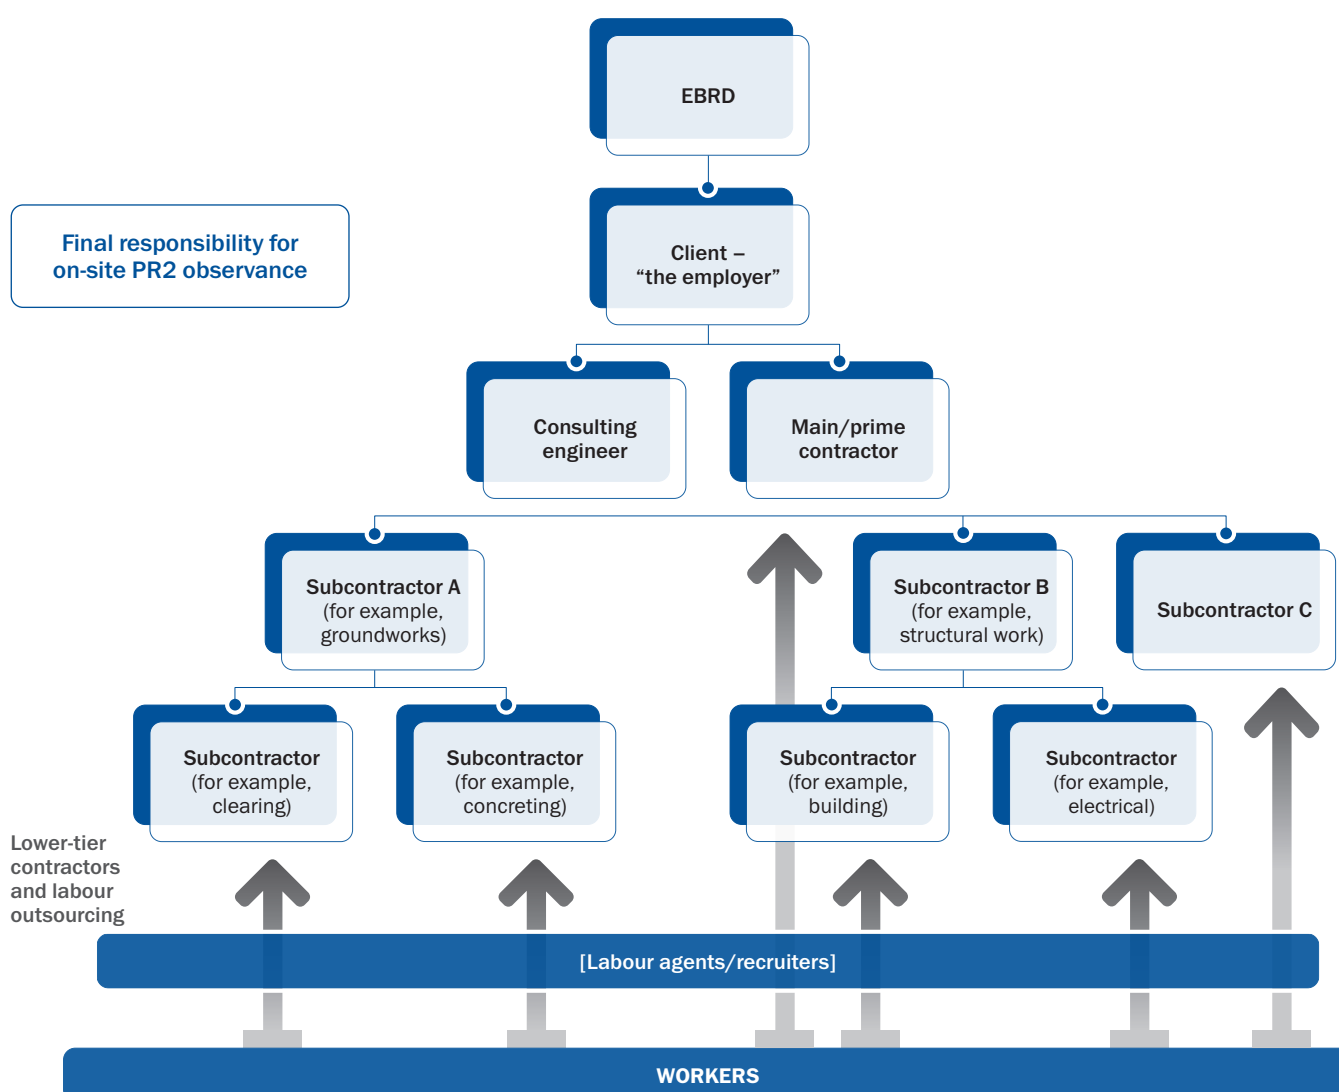 EBRD
Final responsibility for
on-site PR2 observance
Client –
“the employer”
Consulting
engineer
Main/prime
contractor
Subcontractor A
(for example,
groundworks)
Subcontractor B
(for example,
structural work)
Subcontractor C
Subcontractor
(for example,
clearing)
Subcontractor
(for example,
concreting)
Subcontractor
(for example,
building)
Subcontractor
(for example,
electrical)
Lower-tier
contractors
and labour
outsourcing
[Labour agents/recruiters]
WORKERS